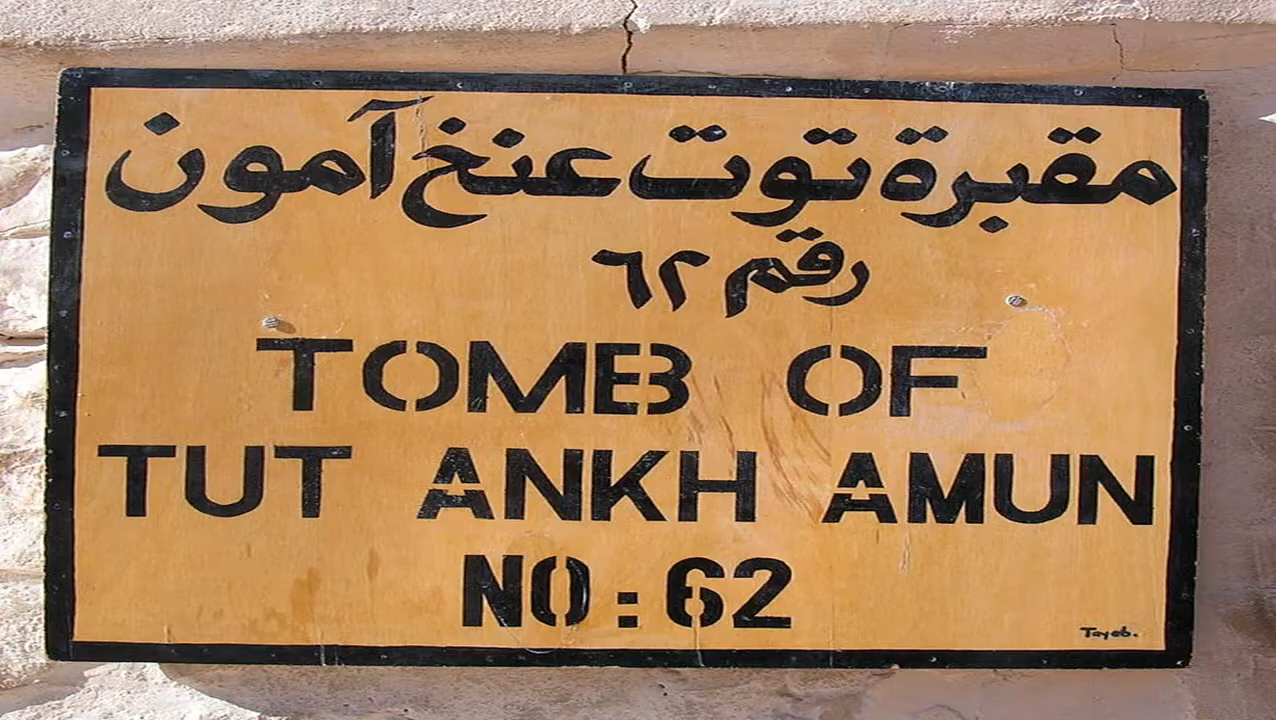 مقبرة توت عنخ آمون
رقم ٦٢
TOMB OF
TUT ANKH AMUN
NO: 62
Tayeb.